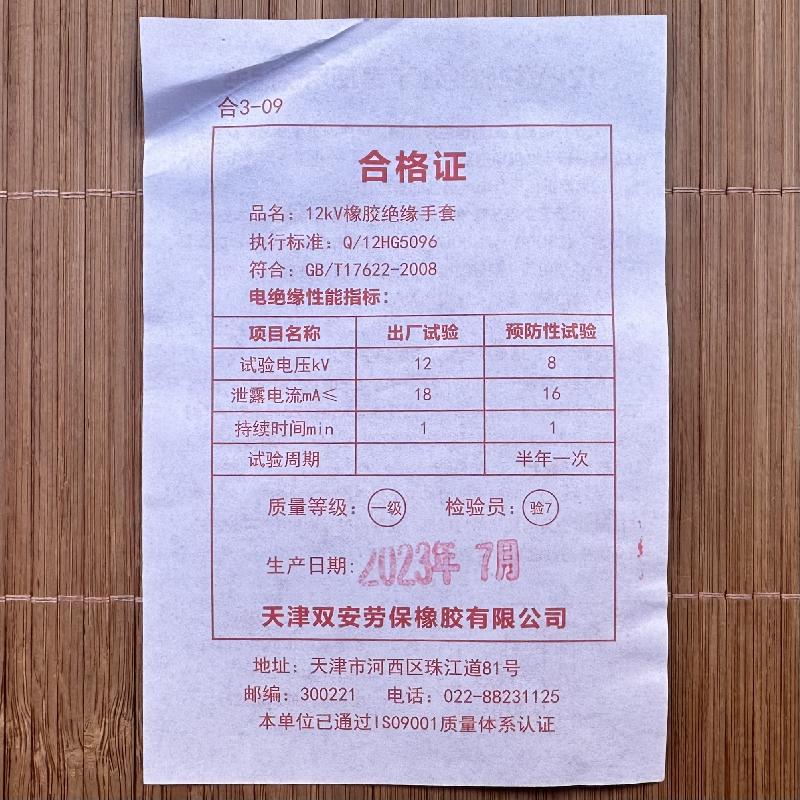 合3-09
合格证
品名：12kV橡胶绝缘手套
执行标准：Q/12HG5096
符合：GB/T17622-2008
电绝缘性能指标：
项目名称 出厂试验 预防性试验
试验电压kV 12 8
泄露电流mA≤ 18 16
持续时间min 1 1
试验周期 半年一次
质量等级：一级 检验员：验7
生产日期：2023年 7月
天津双安劳保橡胶有限公司
地址：天津市河西区珠江道81号
邮编：300221 电话：022-88231125
本单位已通过ISO9001质量体系认证